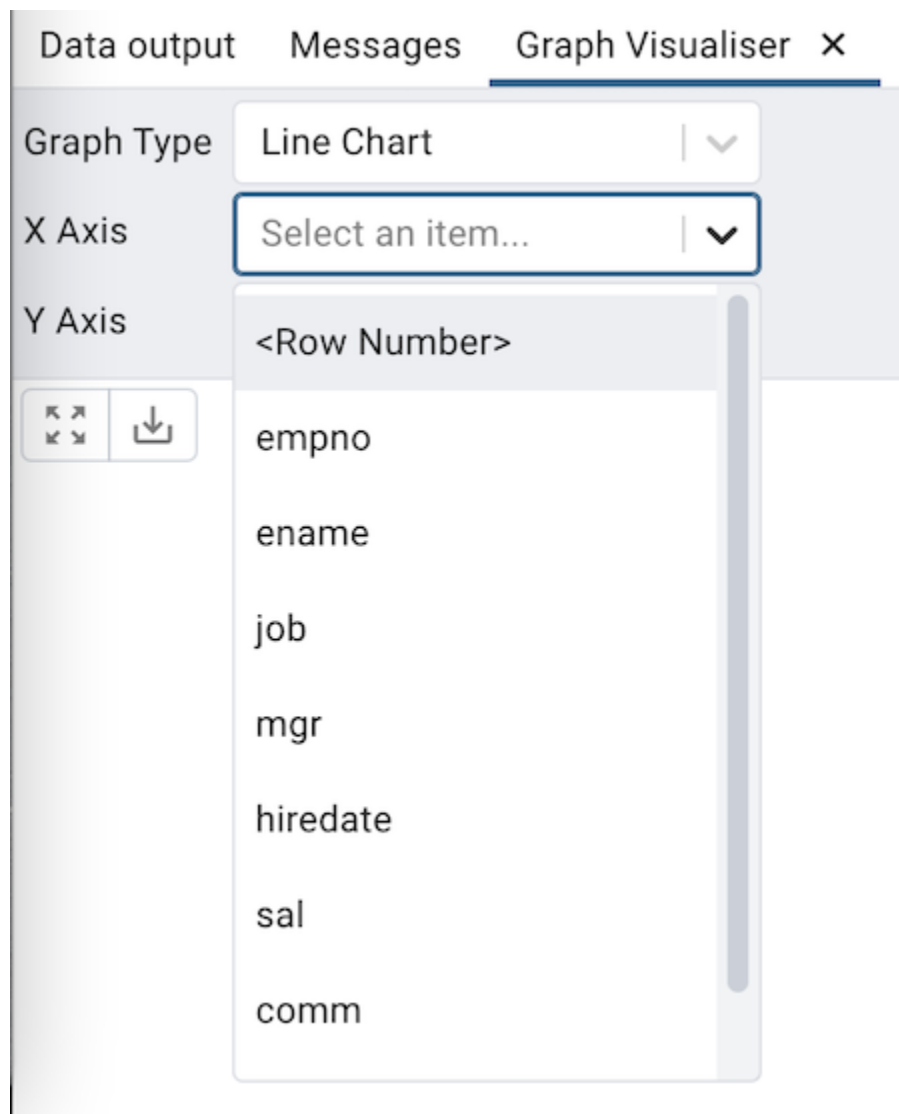 Data output Messages Graph Visualiser ×
Graph Type Line Chart
X Axis Select an item...
Y Axis
<Row Number>
empno
ename
job
mgr
hiredate
sal
comm